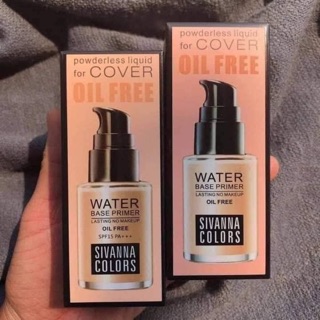 powderless liquid
for COVER
OIL FREE
WATER
BASE PRIMER
LASTING NO MAKEUP
OIL FREE
SPF15 PA+++
SIVANNA
COLORS
powderless liquid
for COVER
OIL FREE
WATER
BASE PRIMER
LASTING NO MAKEUP
OIL FREE
SIVANNA
COLORS